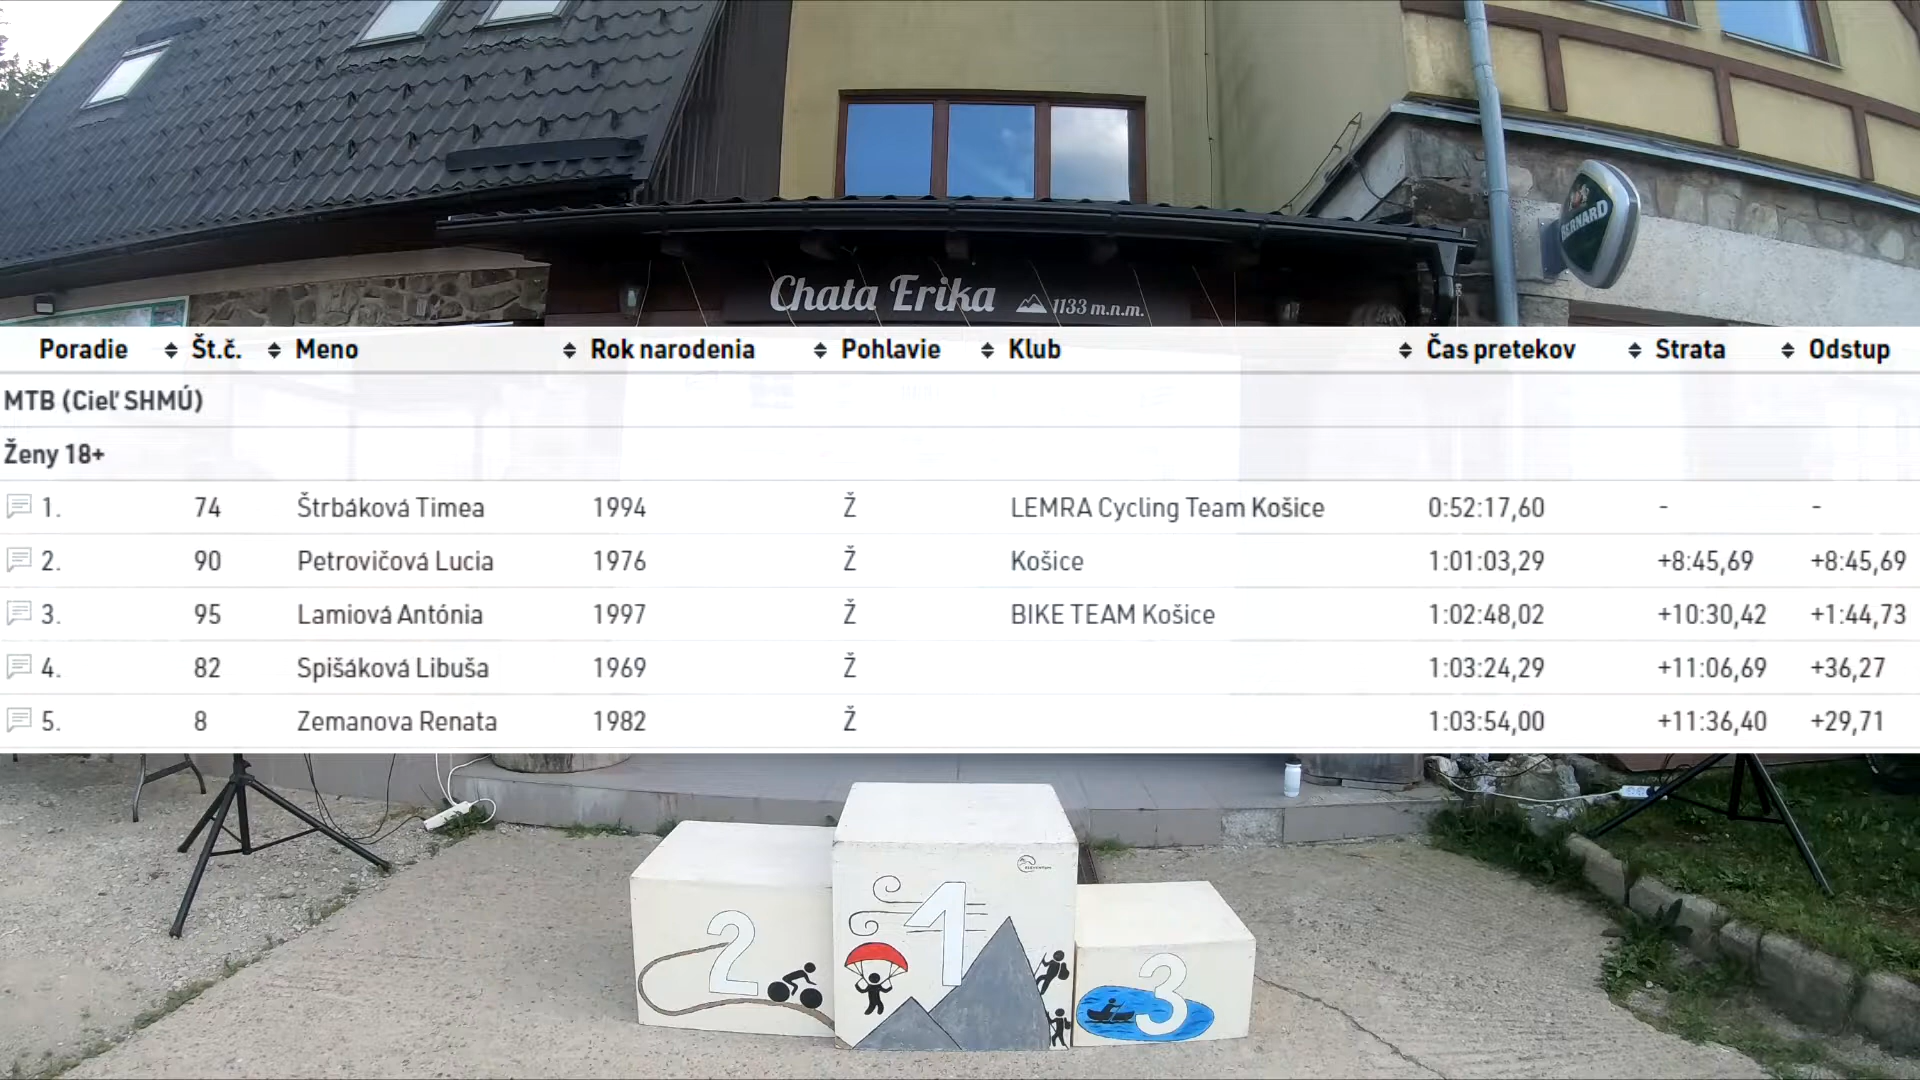 BERNARD
Chata Erika 1133 m.n.m.
Poradie Št.č. Meno Rok narodenia Pohlavie Klub Čas pretekov Strata Odstup
MTB (Cieľ SHMÚ)
Ženy 18+
1. 74 Štrbáková Timea 1994 Ž LEMRA Cycling Team Košice 0:52:17,60 - -
2. 90 Petrovičová Lucia 1976 Ž Košice 1:01:03,29 +8:45,69 +8:45,69
3. 95 Lamiová Antónia 1997 Ž BIKE TEAM Košice 1:02:48,02 +10:30,42 +1:44,73
4. 82 Spišáková Libuša 1969 Ž 1:03:24,29 +11:06,69 +36,27
5. 8 Zemanova Renata 1982 Ž 1:03:54,00 +11:36,40 +29,71
2 1 3